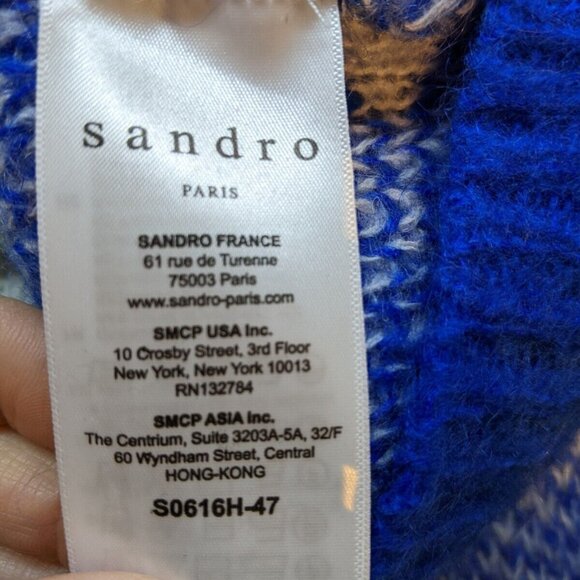 sandro
PARIS
SANDRO FRANCE
61 rue de Turenne
75003 Paris
www.sandro-paris.com
SMCP USA Inc.
10 Crosby Street, 3rd Floor
New York, New York 10013
RN132784
SMCP ASIA Inc.
The Centrium, Suite 3203A-5A, 32/F
60 Wyndham Street, Central
HONG-KONG
S0616H-47